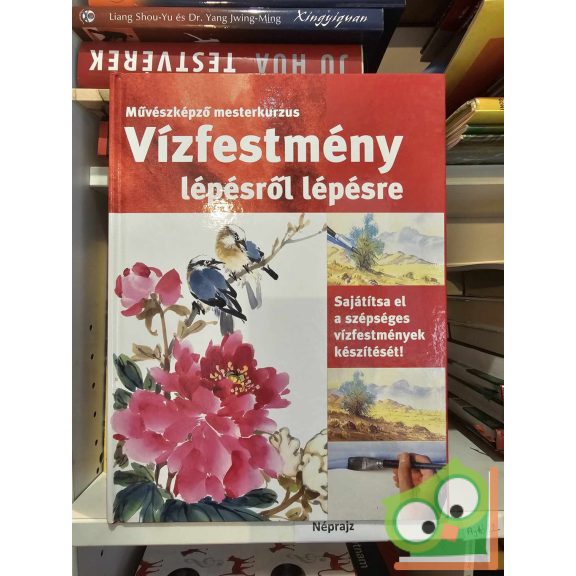 Liang Shou-Yu és Dr. Yang Jwing-Ming Xingyiquan
JU HUA TESTVÉREK
Művészképző mesterkurzus
Vízfestmény
lépésről lépésre
Sajátítsa el
a szépséges
vízfestmények
készítését!
Néprajz